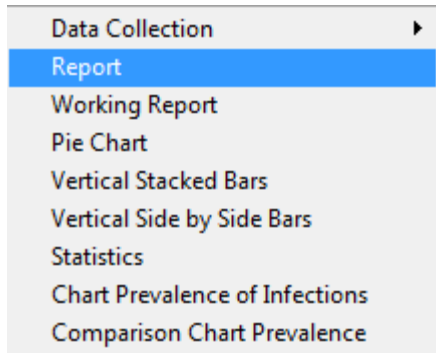 Data Collection
Report
Working Report
Pie Chart
Vertical Stacked Bars
Vertical Side by Side Bars
Statistics
Chart Prevalence of Infections
Comparison Chart Prevalence